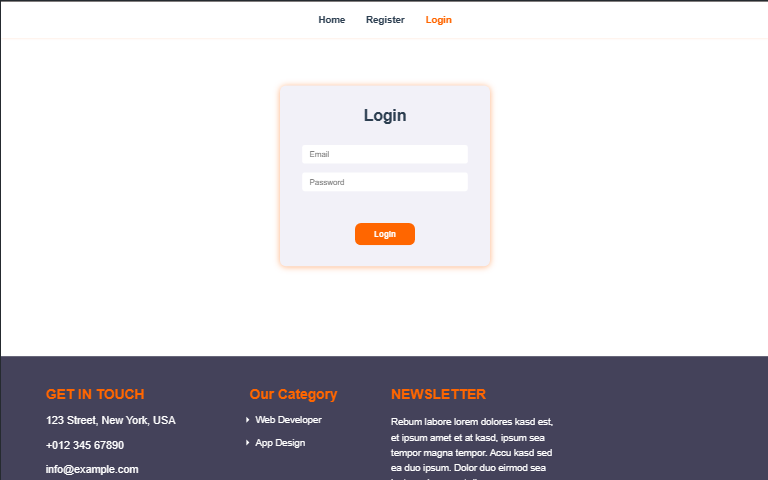 Home Register Login
Login
Email
Password
Login
GET IN TOUCH
123 Street, New York, USA
+012 345 67890
info@example.com
Our Category
Web Developer
App Design
NEWSLETTER
Rebum labore lorem dolores kasd est,
et ipsum amet et at kasd, ipsum sea
tempor magna tempor. Accu kasd sed
ea duo ipsum. Dolor duo eirmod sea